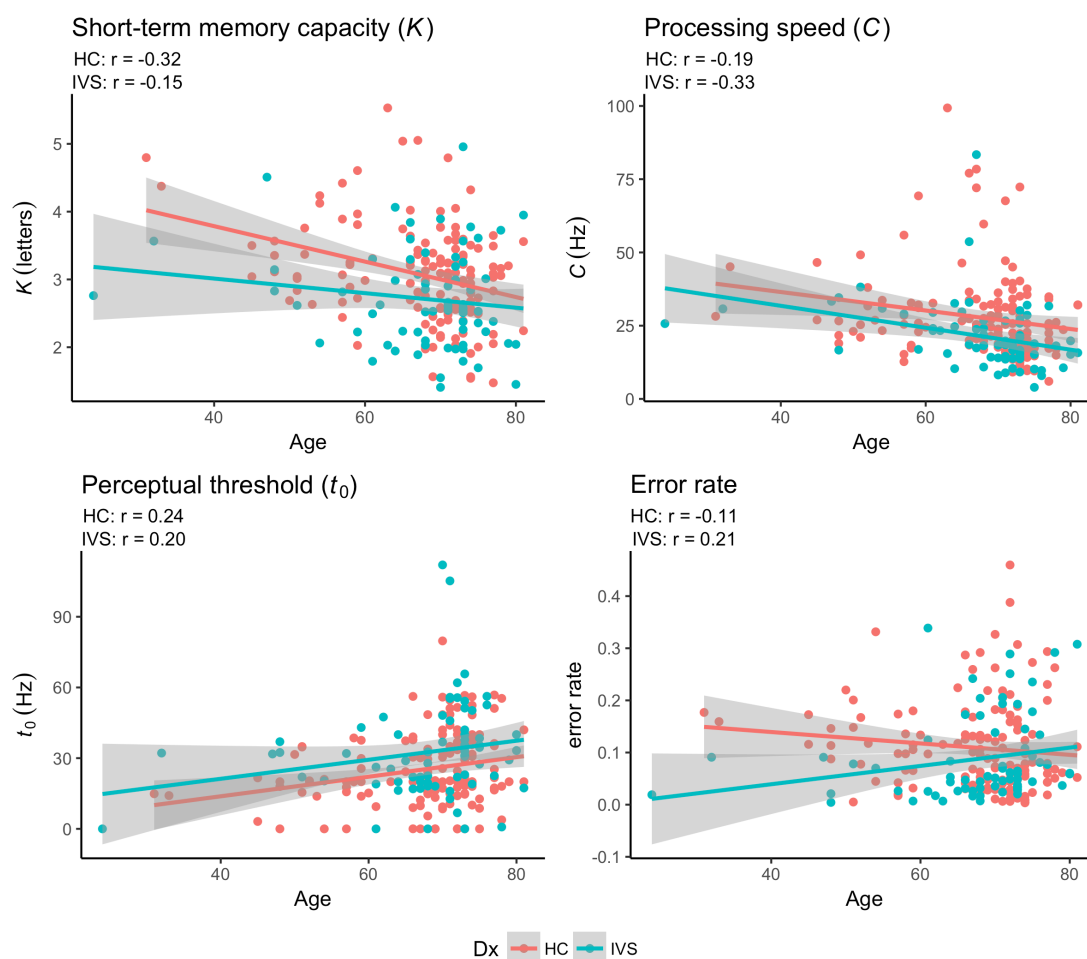 Short-term memory capacity (K)
HC: r = -0.32
IVS: r = -0.15
5
4
3
2
K (letters)
40 60 80
Age
Processing speed (C)
HC: r = -0.19
IVS: r = -0.33
100
75
50
25
0
C (Hz)
40 60 80
Age
Perceptual threshold (t0)
HC: r = 0.24
IVS: r = 0.20
90
60
30
0
t0 (Hz)
40 60 80
Age
Error rate
HC: r = -0.11
IVS: r = 0.21
0.4
0.3
0.2
0.1
0.0
-0.1
error rate
40 60 80
Age
Dx HC IVS